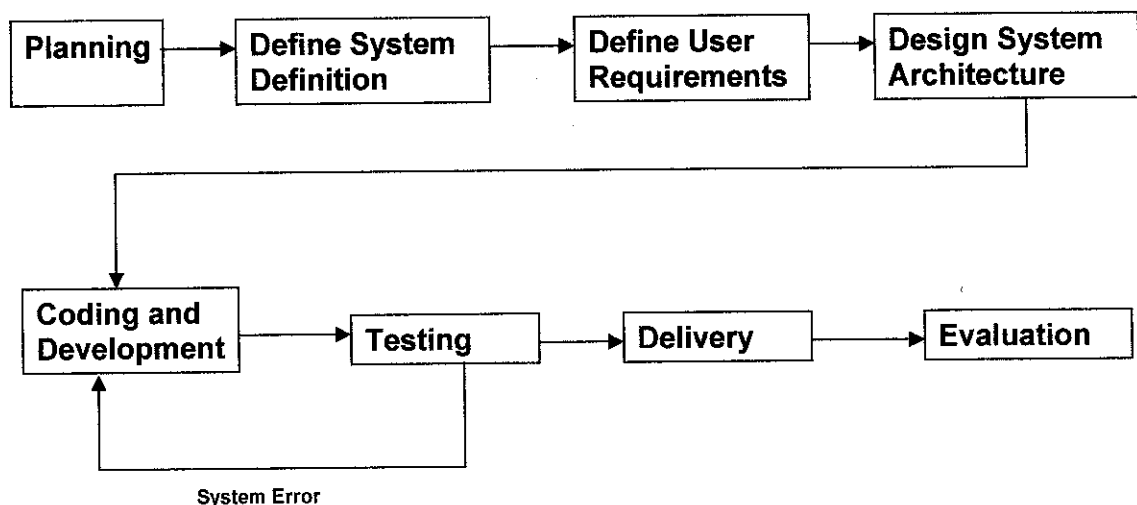 Planning
Define System
Definition
Define User
Requirements
Design System
Architecture
Coding and
Development
Testing
Delivery
Evaluation
System Error